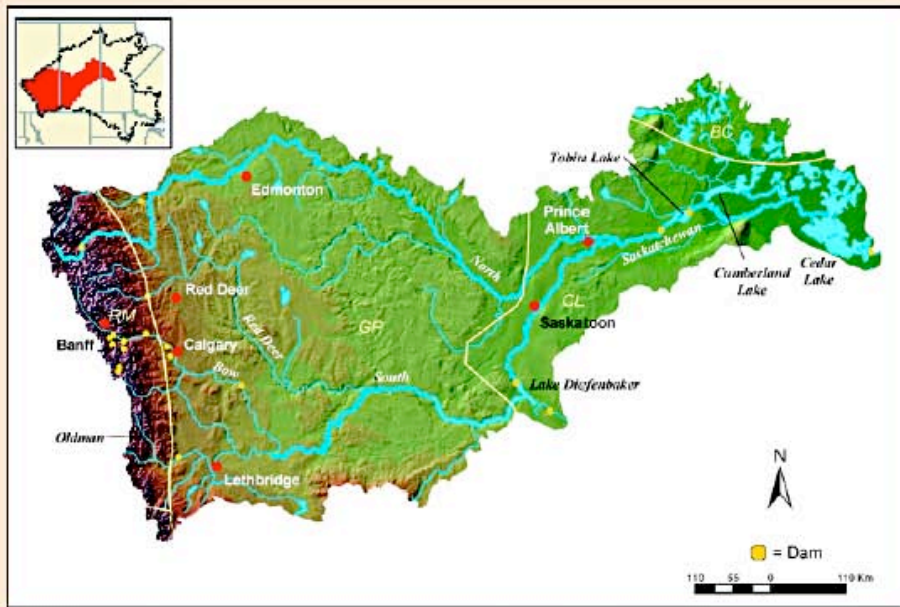 BC
Tobin Lake
Edmonton
Prince
Albert
Saskatchewan
North
Cumberland
Lake
Cedar
Lake
Red Deer
RM
CL
Saskatoon
Banff
Calgary
Red Deer
GP
Bow
South
Lake Diefenbaker
Oldman
Lethbridge
N
= Dam
110 55 0 110 Km